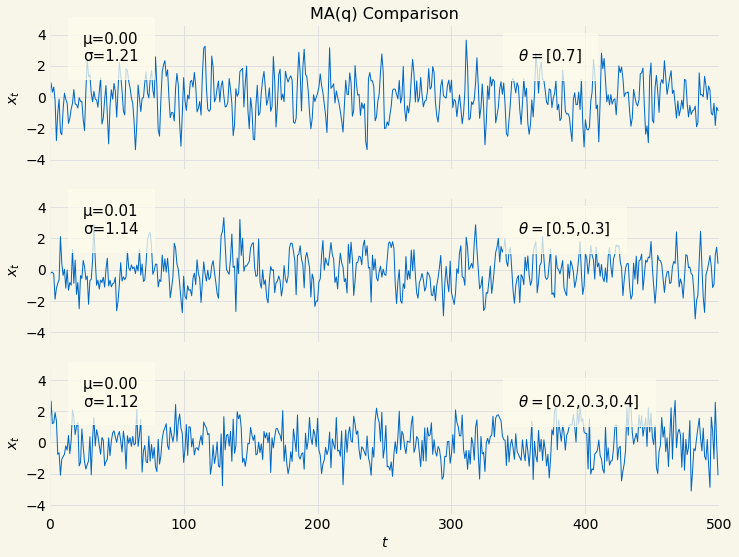 MA(q) Comparison
4
2
0
−2
−4
x_t
μ=0.00
σ=1.21
θ = [0.7]
4
2
0
−2
−4
x_t
μ=0.01
σ=1.14
θ = [0.5,0.3]
4
2
0
−2
−4
x_t
μ=0.00
σ=1.12
θ = [0.2,0.3,0.4]
0 100 200 300 400 500
t